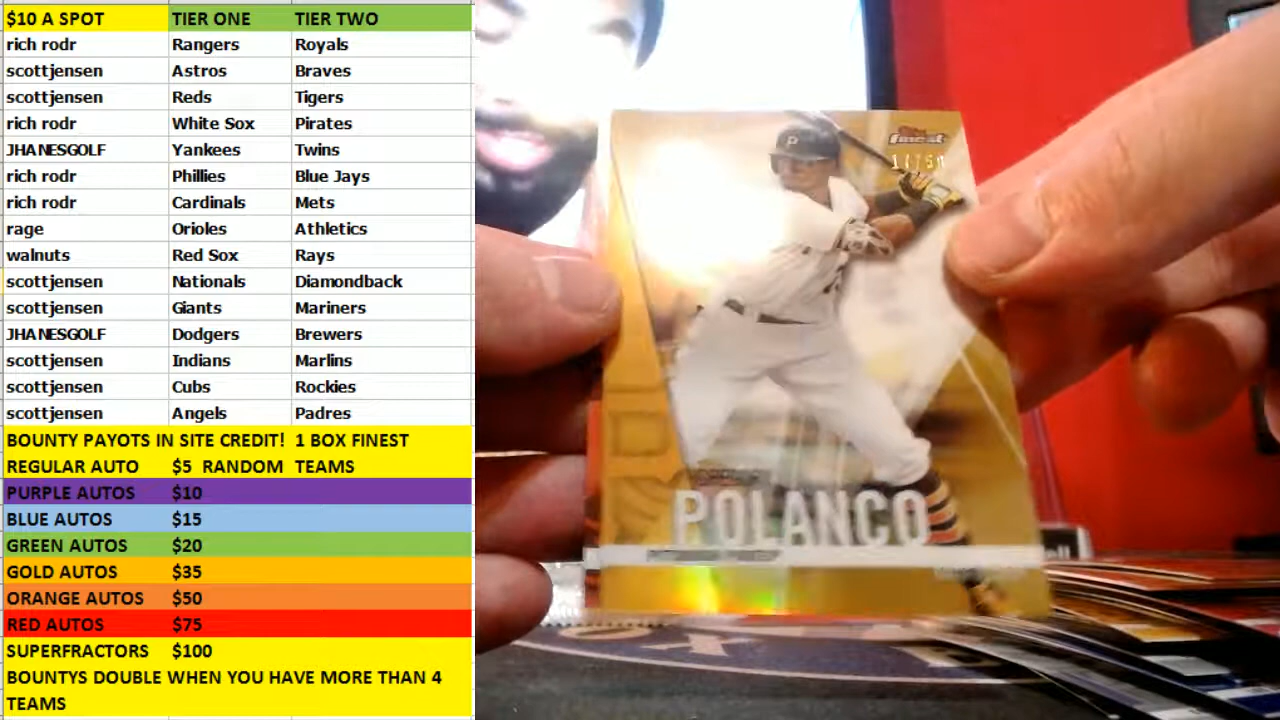 $10 A SPOT TIER ONE TIER TWO
rich rodr Rangers Royals
scottjensen Astros Braves
scottjensen Reds Tigers
rich rodr White Sox Pirates
JHANESGOLF Yankees Twins
rich rodr Phillies Blue Jays
rich rodr Cardinals Mets
rage Orioles Athletics
walnuts Red Sox Rays
scottjensen Nationals Diamondback
scottjensen Giants Mariners
JHANESGOLF Dodgers Brewers
scottjensen Indians Marlins
scottjensen Cubs Rockies
scottjensen Angels Padres
BOUNTY PAYOTS IN SITE CREDIT! 1 BOX FINEST
REGULAR AUTO $5 RANDOM TEAMS
PURPLE AUTOS $10
BLUE AUTOS $15
GREEN AUTOS $20
GOLD AUTOS $35
ORANGE AUTOS $50
RED AUTOS $75
SUPERFRACTORS $100
BOUNTYS DOUBLE WHEN YOU HAVE MORE THAN 4
TEAMS
Topps
finest
P
POLANCO